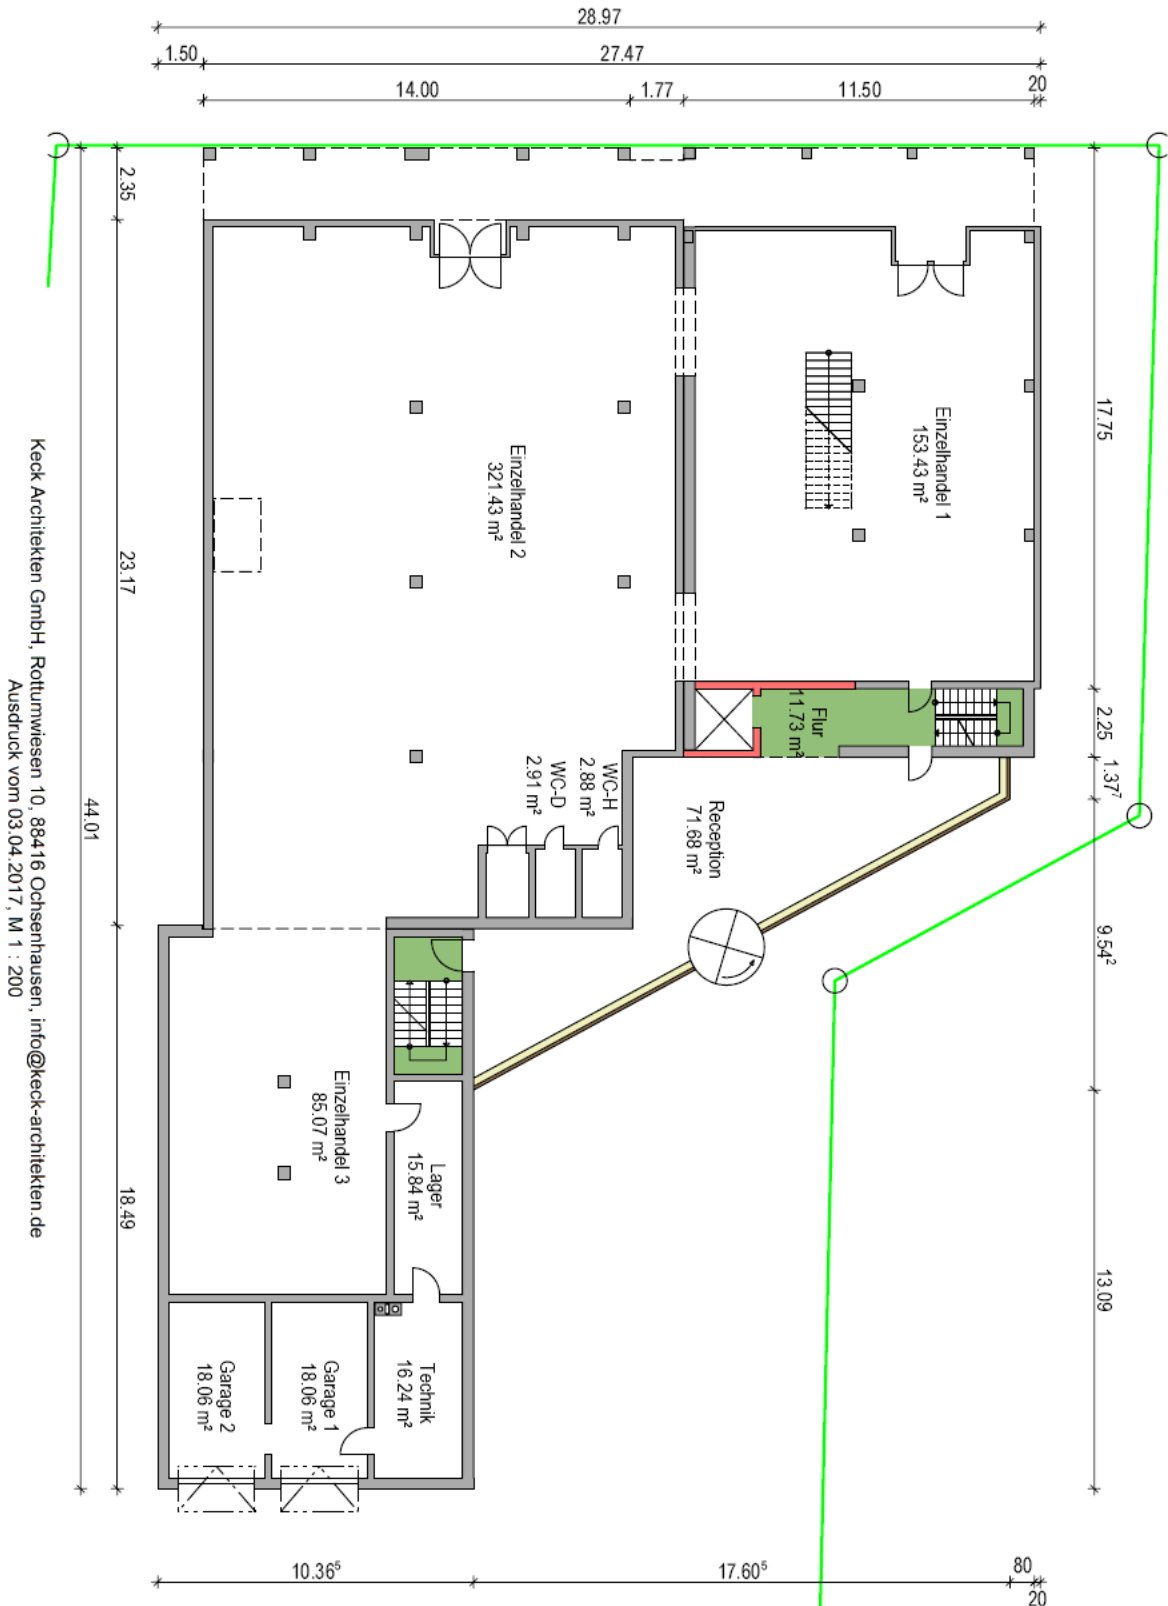 28.97
1.50
27.47
20
14.00
1.77
11.50
2.35
23.17
44.01
18.49
17.75
2.25
1.37⁷
9.54²
13.09
Einzelhandel 1
153.43 m²
Einzelhandel 2
321.43 m²
Flur
11.73 m²
WC-H
2.88 m²
WC-D
2.91 m²
Reception
71.68 m²
Einzelhandel 3
85.07 m²
Lager
15.84 m²
Technik
16.24 m²
Garage 1
18.06 m²
Garage 2
18.06 m²
10.36⁵
17.60⁵
80
20
Keck Architekten GmbH, Rottumwiesen 10, 88416 Ochsenhausen, info@keck-architekten.de
Ausdruck vom 03.04.2017, M 1 : 200